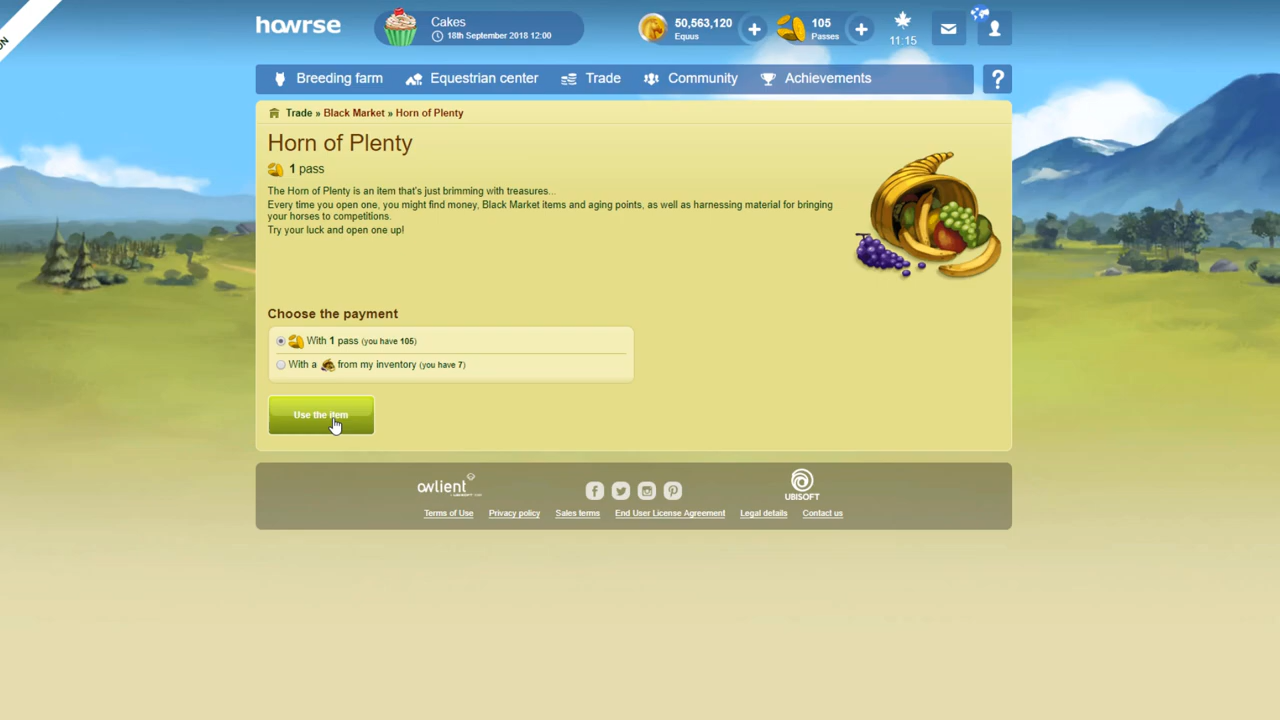 ON
howrse
Cakes
18th September 2018 12:00
50,563,120
Equus
105
Passes
11:15
Breeding farm
Equestrian center
Trade
Community
Achievements
?
Trade » Black Market » Horn of Plenty
Horn of Plenty
1 pass
The Horn of Plenty is an item that's just brimming with treasures...
Every time you open one, you might find money, Black Market items and aging points, as well as harnessing material for bringing
your horses to competitions.
Try your luck and open one up!
Choose the payment
With 1 pass (you have 105)
With a from my inventory (you have 7)
Use the item
owlient
UBISOFT
Terms of Use
Privacy policy
Sales terms
End User License Agreement
Legal details
Contact us